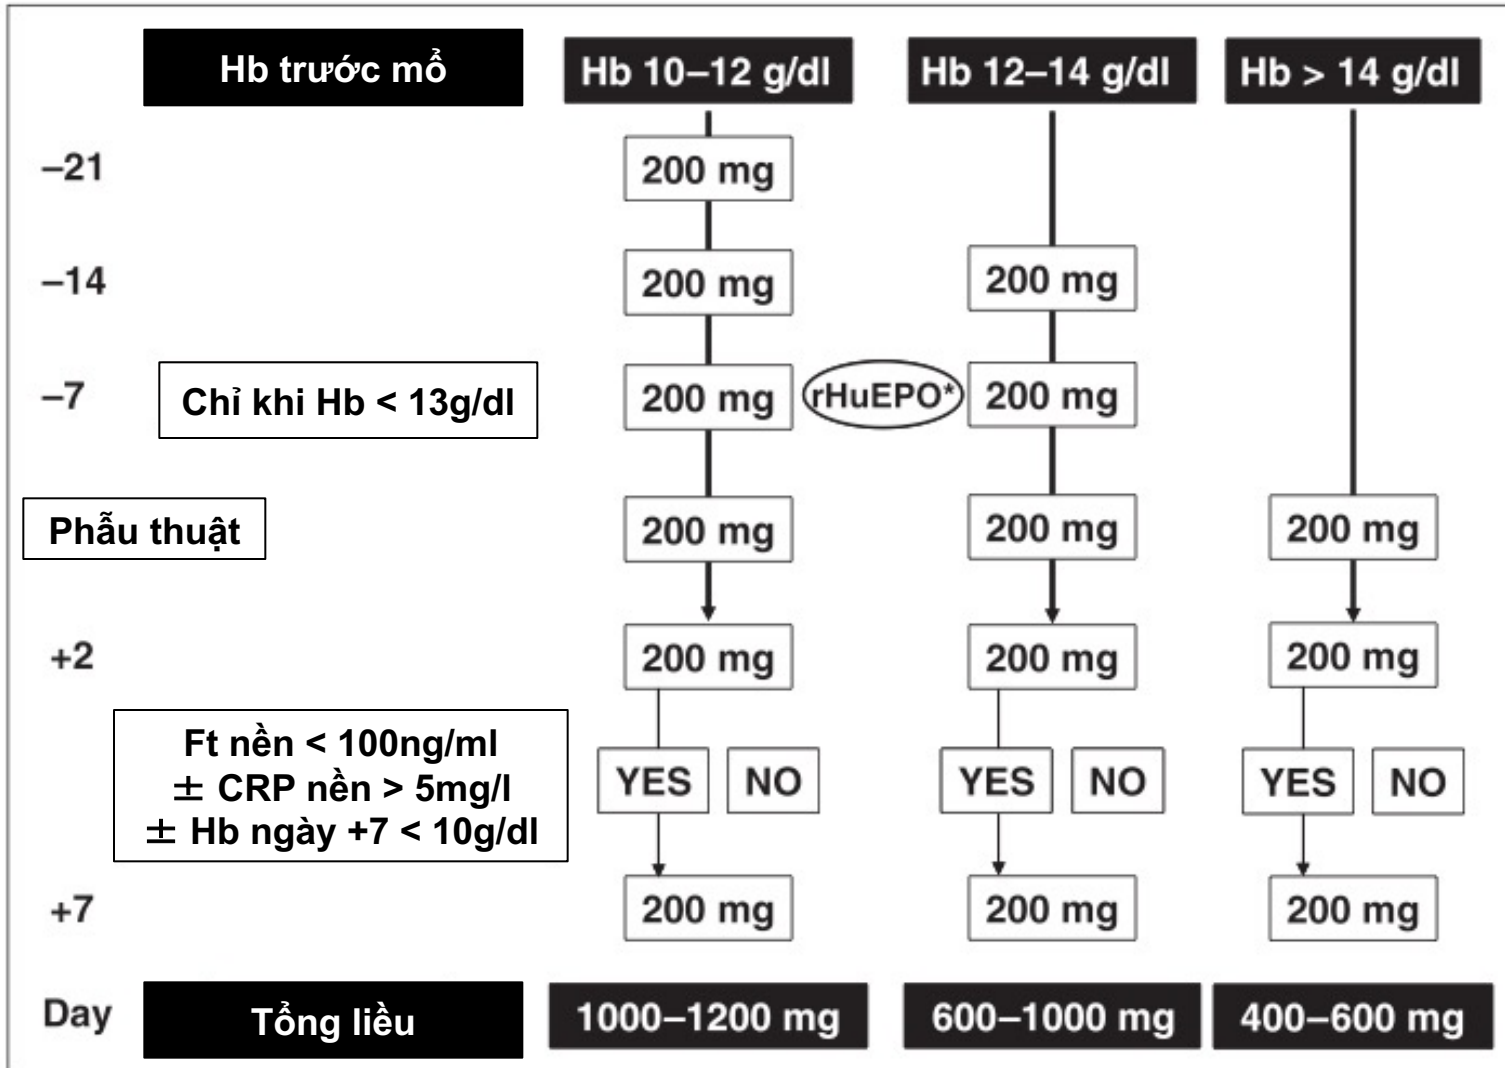 Hb trước mổ Hb 10–12 g/dl Hb 12–14 g/dl Hb > 14 g/dl
–21 200 mg
–14 200 mg 200 mg
–7 Chỉ khi Hb < 13g/dl 200 mg rHuEPO* 200 mg
Phẫu thuật 200 mg 200 mg 200 mg
+2 200 mg 200 mg 200 mg
Ft nền < 100ng/ml
± CRP nền > 5mg/l YES NO YES NO YES NO
± Hb ngày +7 < 10g/dl
+7 200 mg 200 mg 200 mg
Day Tổng liều 1000–1200 mg 600–1000 mg 400–600 mg